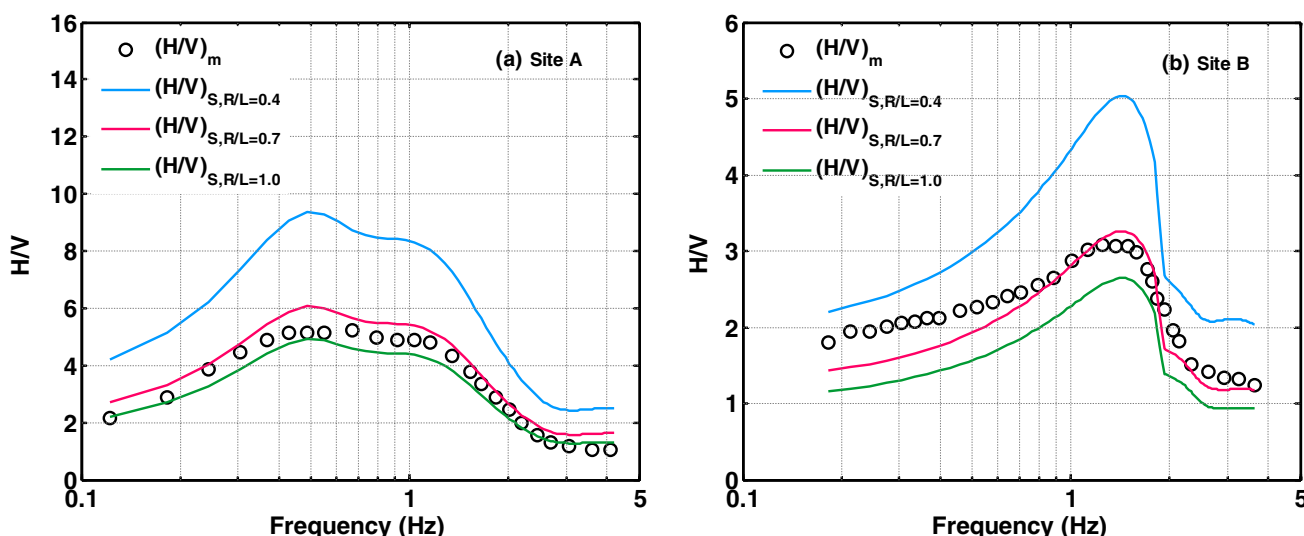 16
14
12
10
8
6
4
2
0
H/V
(H/V)m
(H/V)S,R/L=0.4
(H/V)S,R/L=0.7
(H/V)S,R/L=1.0
(a) Site A
0.1
1
5
Frequency (Hz)
6
5
4
3
2
1
0
H/V
(H/V)m
(H/V)S,R/L=0.4
(H/V)S,R/L=0.7
(H/V)S,R/L=1.0
(b) Site B
0.1
1
5
Frequency (Hz)